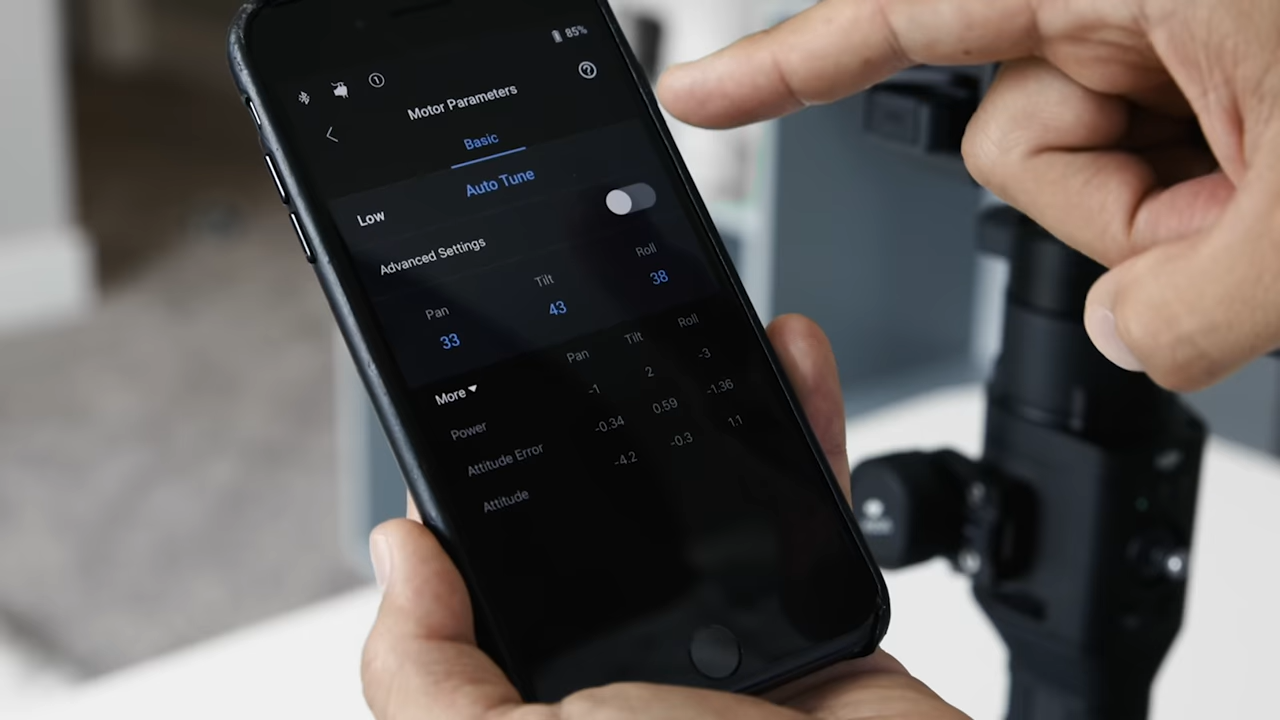 85%
1
Motor Parameters
Basic
Low Auto Tune
Advanced Settings
Pan Tilt Roll
33 43 38
More Pan Tilt Roll
Power -1 2 -3
Attitude Error -0.34 0.59 -1.36
Attitude -4.2 -0.3 1.1